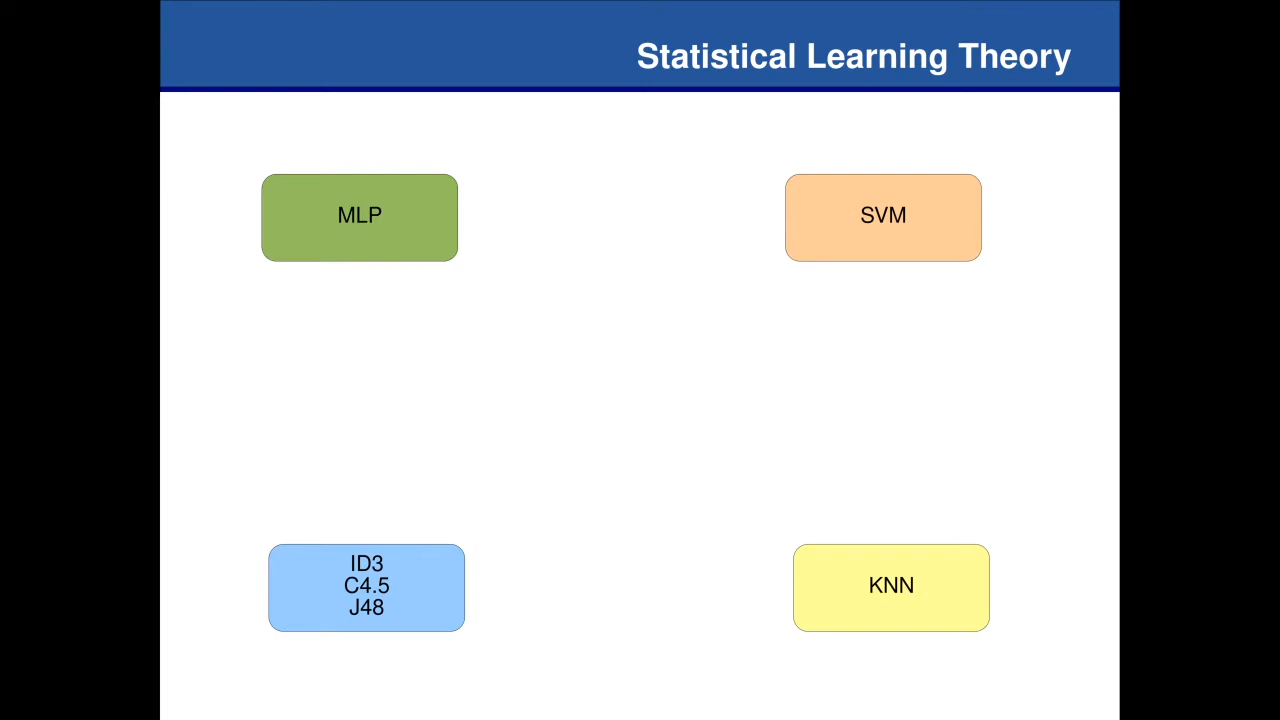 Statistical Learning Theory
MLP
SVM
ID3
C4.5
J48
KNN